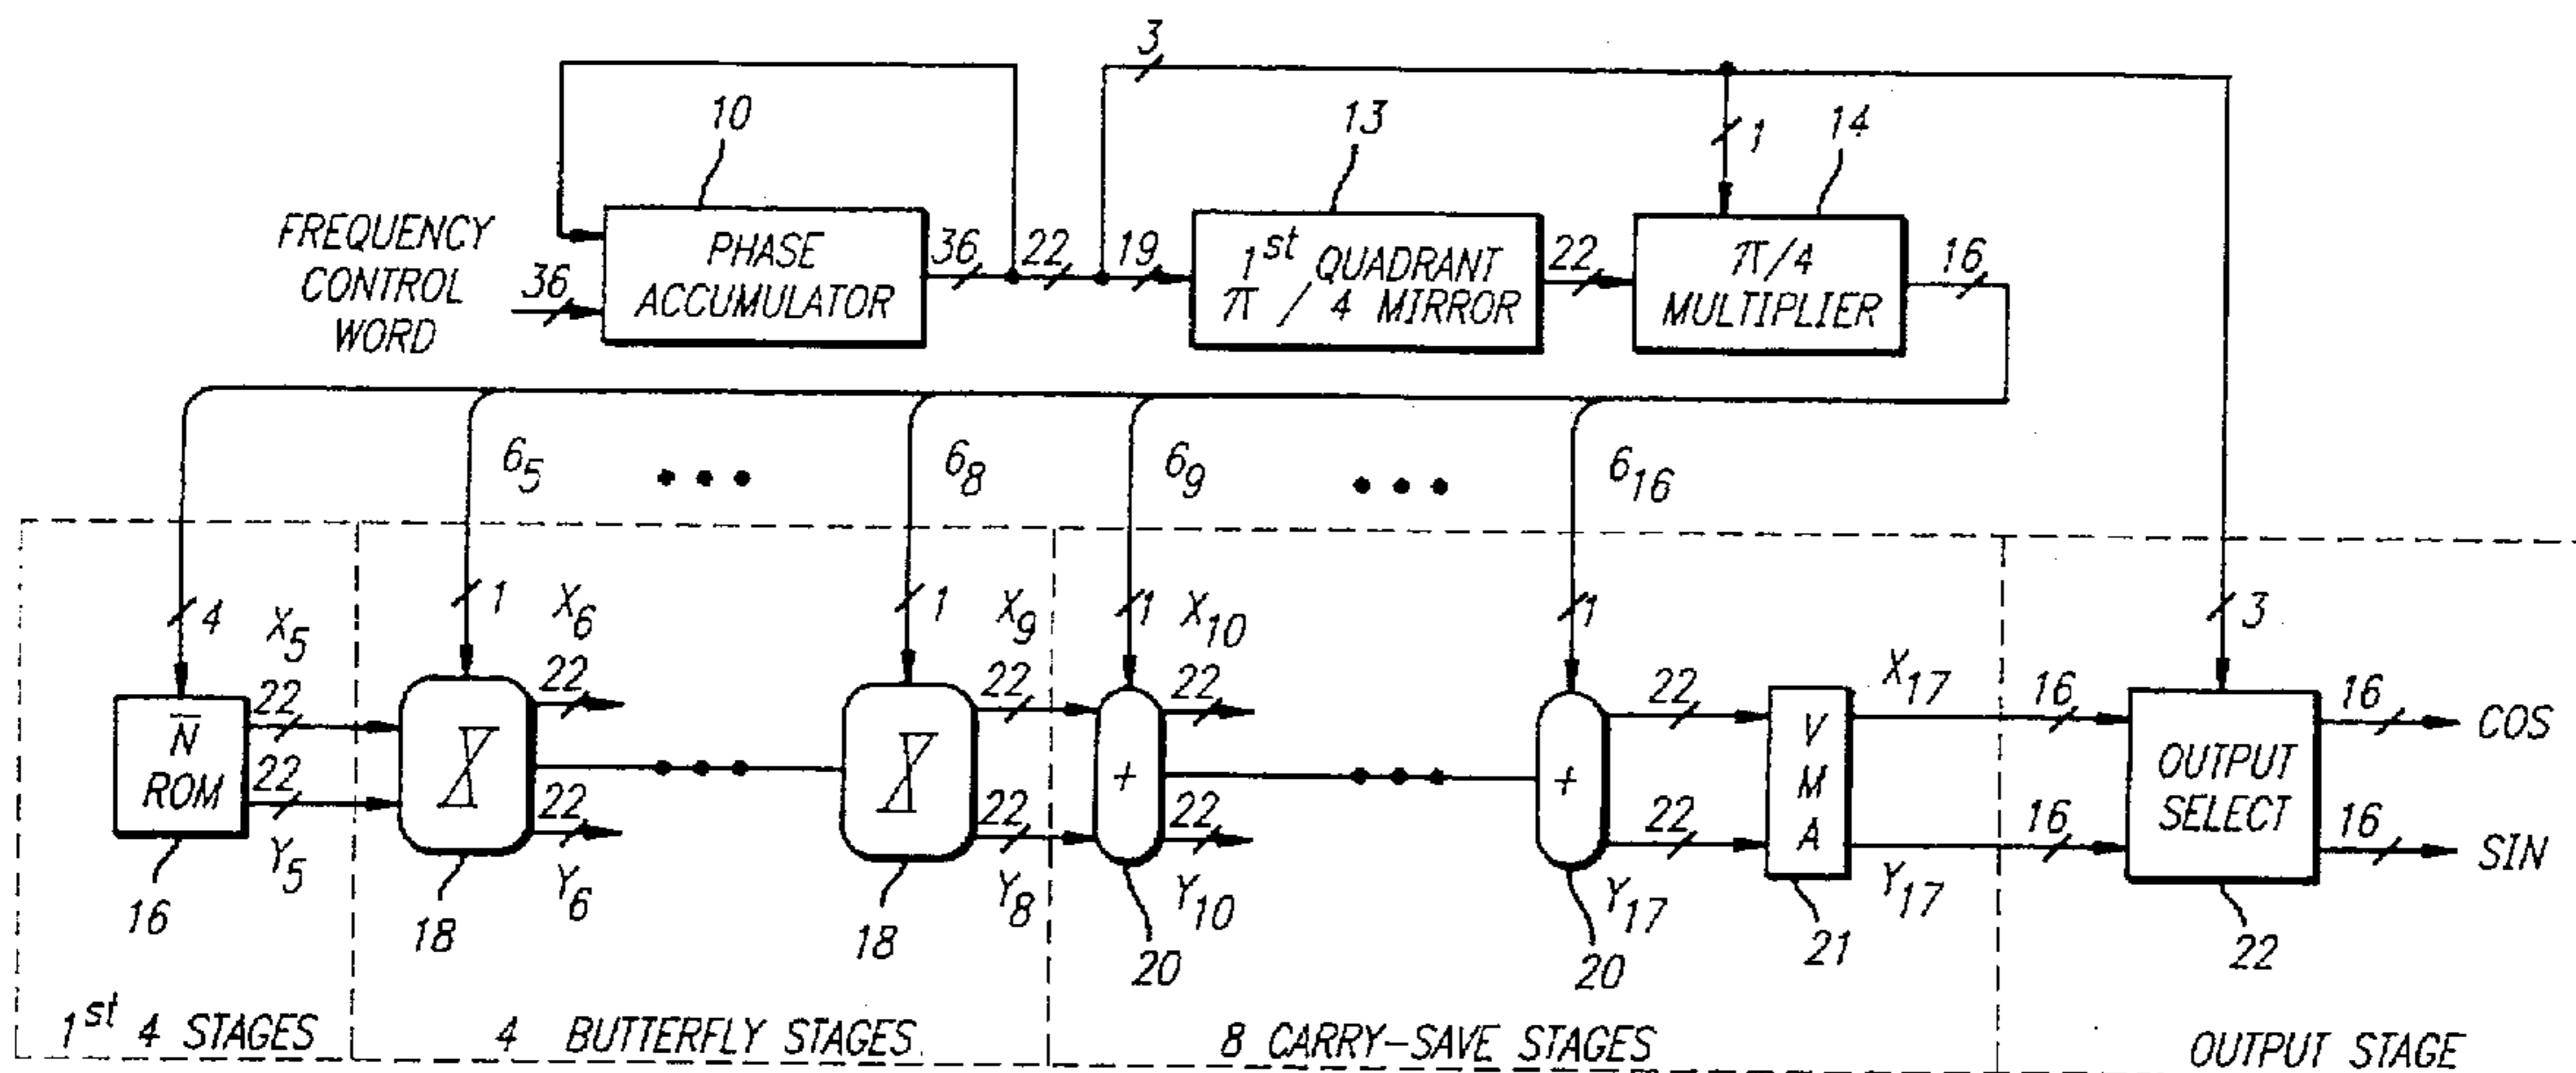 3
10
13
1
14
FREQUENCY
CONTROL
WORD
36
PHASE
ACCUMULATOR
36
22
19
1st QUADRANT
π / 4 MIRROR
22
π/4
MULTIPLIER
16
65
68
69
616
4
X5
1
X6
1
X9
1
X10
1
3
N̅
ROM
22
22
Y5
16
22
22
Y6
18
22
22
Y8
18
+
22
22
Y10
20
+
22
22
Y17
20
V
M
A
21
X17
Y17
16
16
OUTPUT
SELECT
22
16
COS
16
SIN
1st 4 STAGES
4 BUTTERFLY STAGES
8 CARRY-SAVE STAGES
OUTPUT STAGE